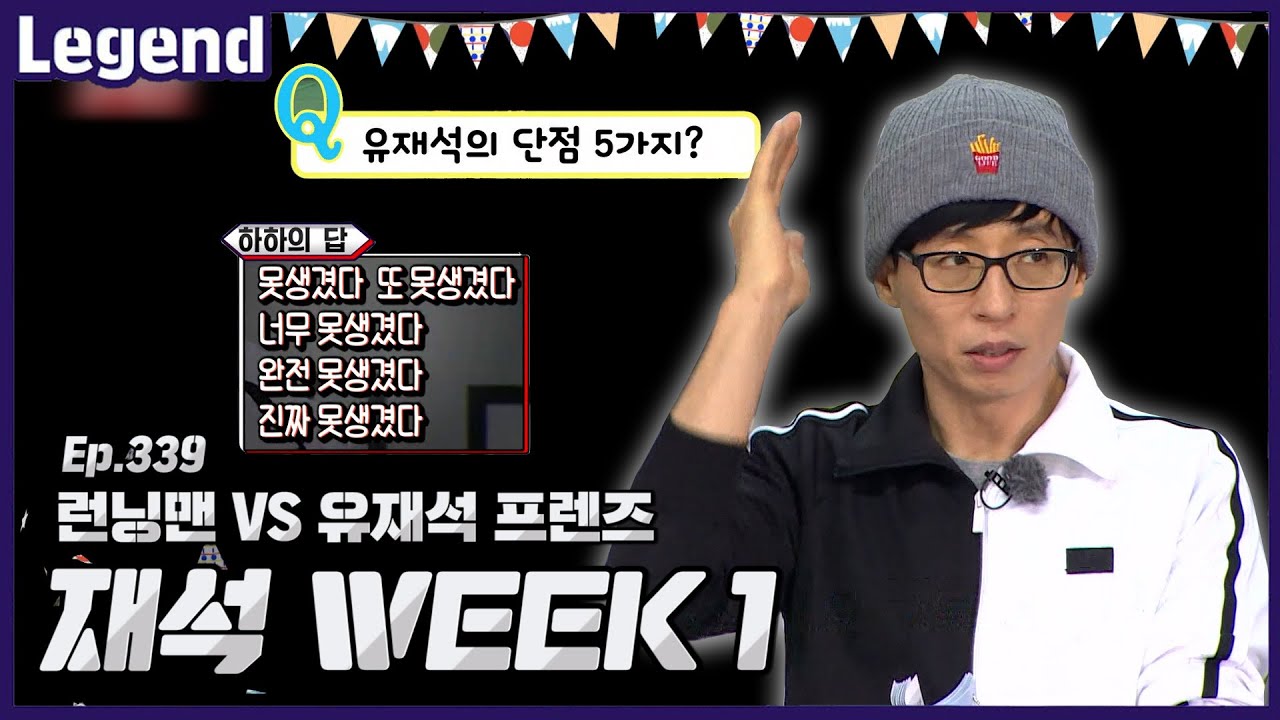 Legend
Q 유재석의 단점 5가지?
GOOD
LIFE
하하의 답
못생겼다 또 못생겼다
너무 못생겼다
완전 못생겼다
진짜 못생겼다
Ep.339
런닝맨 VS 유재석 프렌즈
재석 WEEK 1